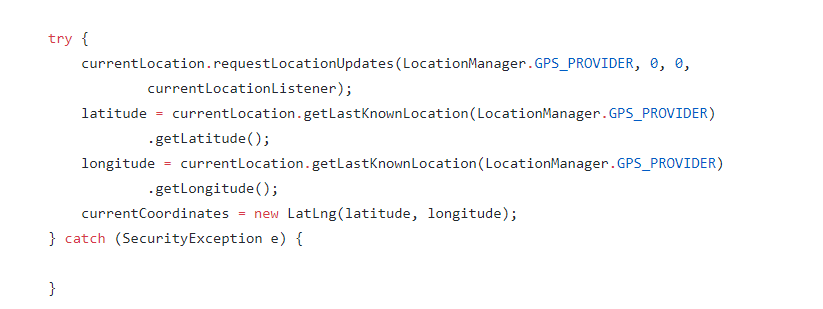 try {
currentLocation.requestLocationUpdates(LocationManager.GPS_PROVIDER, 0, 0,
currentLocationListener);
latitude = currentLocation.getLastKnownLocation(LocationManager.GPS_PROVIDER)
.getLatitude();
longitude = currentLocation.getLastKnownLocation(LocationManager.GPS_PROVIDER)
.getLongitude();
currentCoordinates = new LatLng(latitude, longitude);
} catch (SecurityException e) {
}